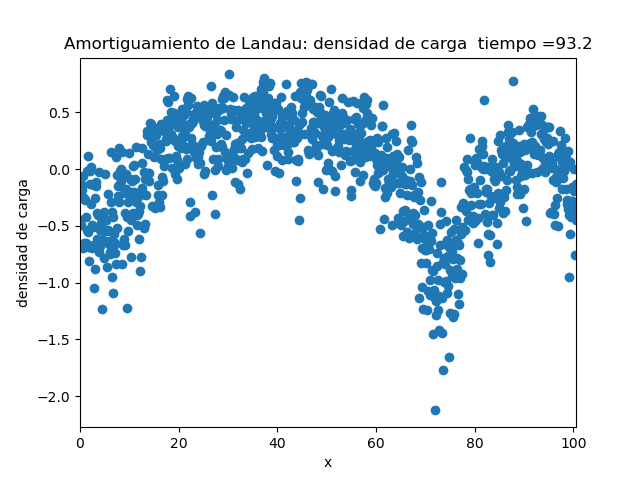 Amortiguamiento de Landau: densidad de carga  tiempo =93.2
densidad de carga
0.5
0.0
−0.5
−1.0
−1.5
−2.0
0 20 40 60 80 100
x